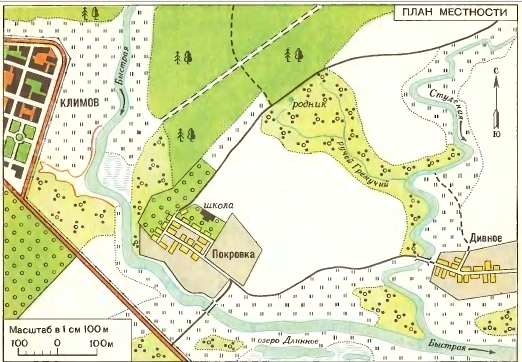 ПЛАН МЕСТНОСТИ
Быстрая
КЛИМОВ
родник
Студеная
С
Ю
ручей Гремучий
школа
Покровка
Дивное
Масштаб в 1 см 100 м
100 0 100м
озеро Длинное
Быстрая